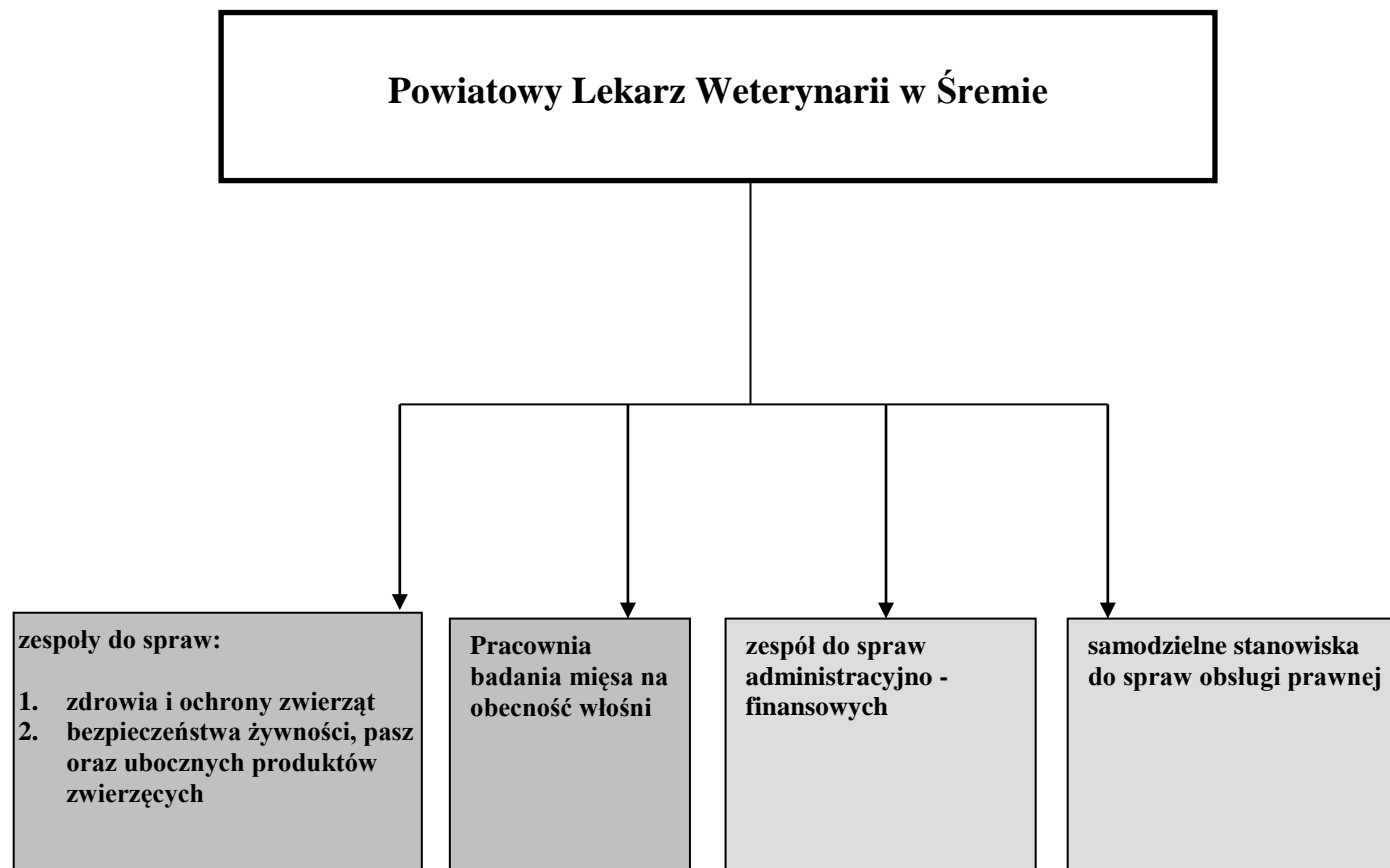 Powiatowy Lekarz Weterynarii w Śremie
zespoły do spraw:
1. zdrowia i ochrony zwierząt
2. bezpieczeństwa żywności, pasz
oraz ubocznych produktów
zwierzęcych
Pracownia
badania mięsa na
obecność włośni
zespół do spraw
administracyjno -
finansowych
samodzielne stanowiska
do spraw obsługi prawnej